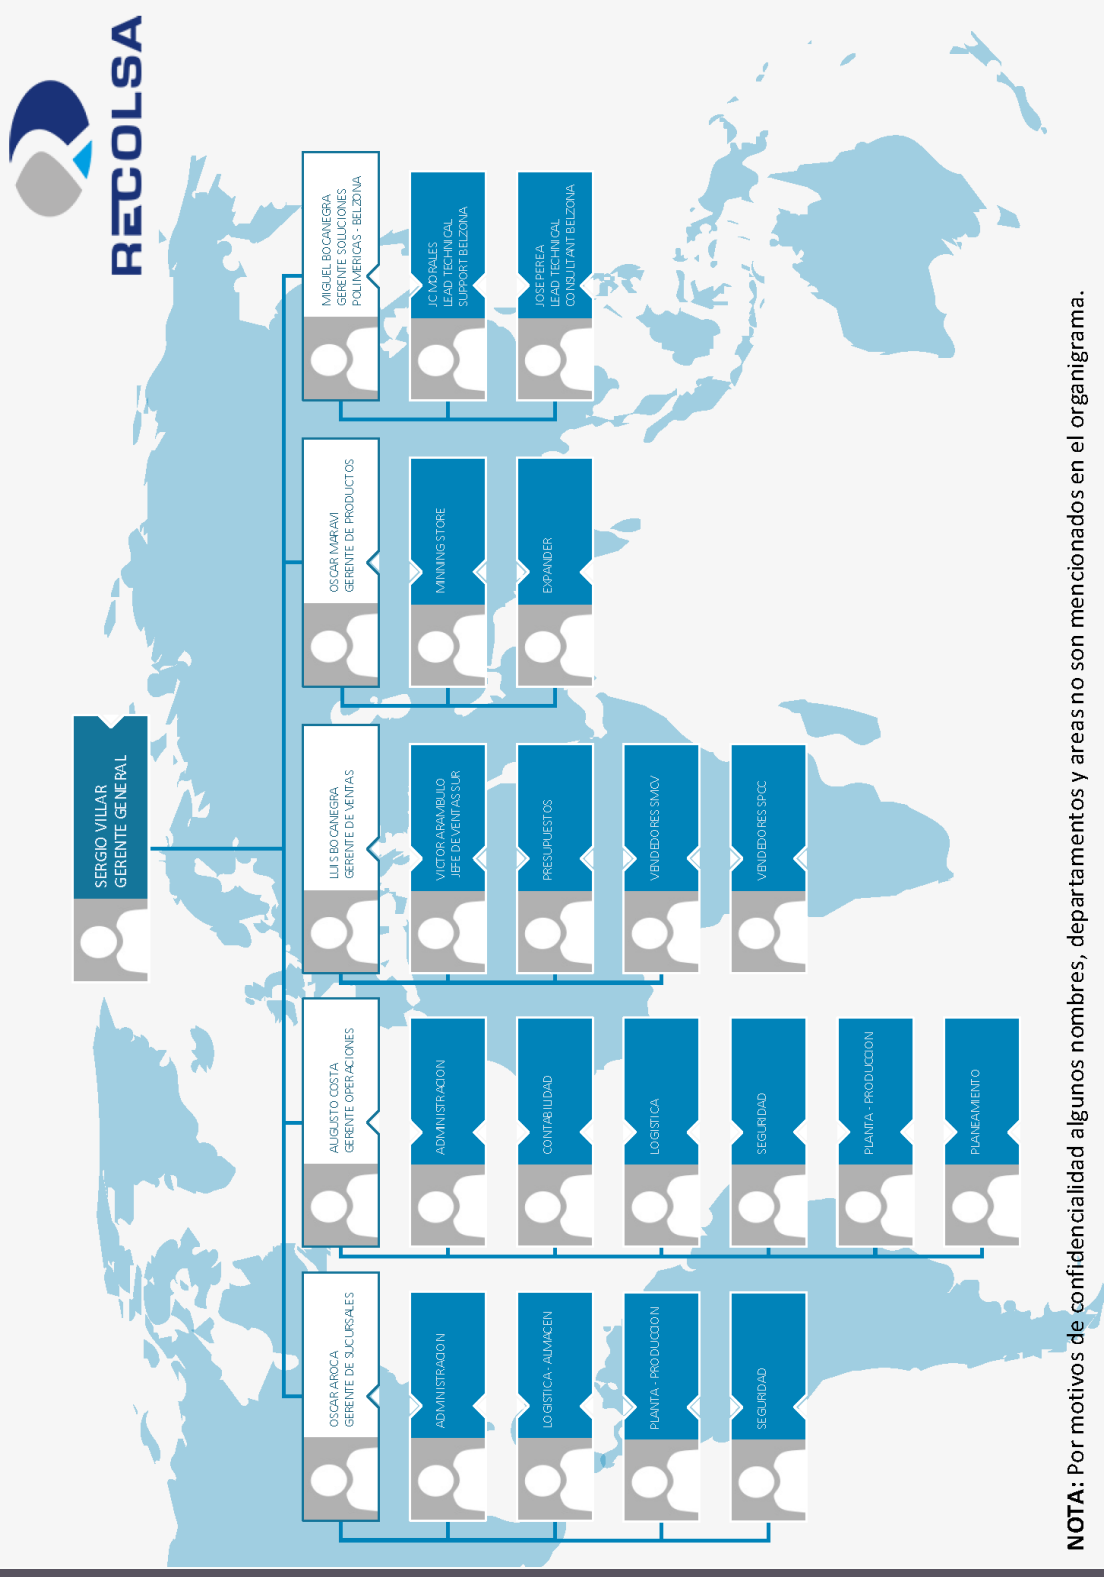 RECOLSA
SERGIO VILLAR
GERENTE GENERAL
OSCAR AROCA
GERENTE DE SUCURSALES
ADMINISTRACION
LOGISTICA - ALMACEN
PLANTA - PRODUCCION
SEGURIDAD
AUGUSTO COSTA
GERENTE OPERACIONES
ADMINISTRACION
CONTABILIDAD
LOGISTICA
SEGURIDAD
PLANTA - PRODUCCION
PLANEAMIENTO
LUIS BOCANEGRA
GERENTE DE VENTAS
VICTOR ARAMBULO
JEFE DE VENTAS SUR
PRESUPUESTOS
VENDEDORES SMCV
VENDEDORES SPCC
OSCAR MARAVI
GERENTE DE PRODUCTOS
MINNING STORE
EXPANDER
MIGUEL BOCANEGRA
GERENTE SOLUCIONES
POLIMERICAS - BELZONA
JC MORALES
LEAD TECHNICAL
SUPPORT BELZONA
JOSE PEREA
LEAD TECHNICAL
CONSULTANT BELZONA
NOTA: Por motivos de confidencialidad algunos nombres, departamentos y areas no son mencionados en el organigrama.